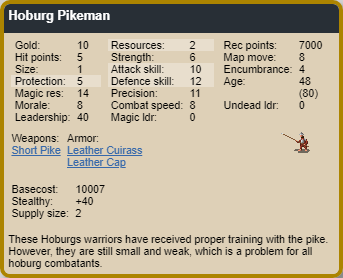 Hoburg Pikeman
Gold: 10 Resources: 2 Rec points: 7000
Hit points: 5 Strength: 6 Map move: 8
Size: 1 Attack skill: 10 Encumbrance: 4
Protection: 5 Defence skill: 12 Age: 48
Magic res: 14 Precision: 11 (80)
Morale: 8 Combat speed: 8 Undead ldr: 0
Leadership: 40 Magic ldr: 0
Weapons: Armor:
Short Pike Leather Cuirass
Leather Cap
Basecost: 10007
Stealthy: +40
Supply size: 2
These Hoburgs warriors have received proper training with the pike.
However, they are still small and weak, which is a problem for all
hoburg combatants.